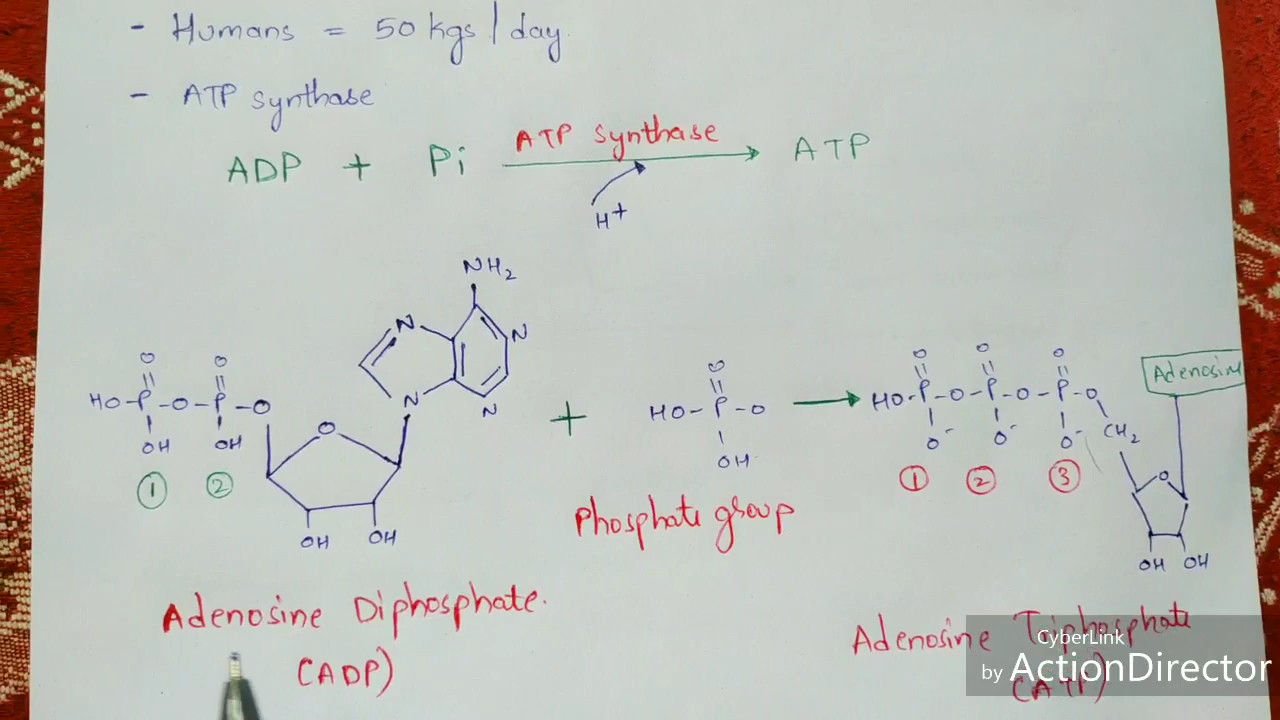 - Humans = 50 kgs / day.
- ATP synthase
ADP + Pi ATP synthase ATP
H+
NH2
N N
N N
O O
HO-P-O-P-O
OH OH
1 2
O
OH OH
+
O
HO-P-O
OH
Phosphate group
O O O
HO-P-O-P-O-P-O
O- O- O-
CH2
1 2 3
Adenosine
O
OH OH
Adenosine Diphosphate.
(ADP)
Adenosine Triphosphate
(ATP)
CyberLink
by ActionDirector